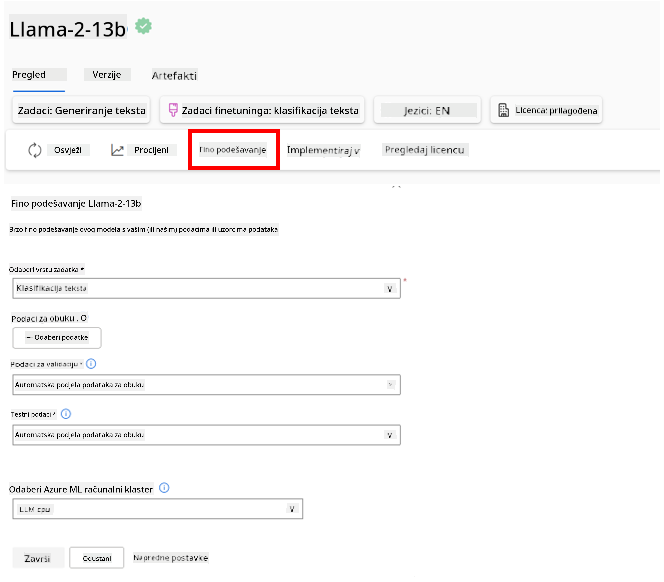 Llama-2-13b
Pregled Verzije Artefakti
Zadaci: Generiranje teksta Zadaci finetuninga: klasifikacija teksta Jezici: EN Licenca: prilagođena
Osvježi Procijeni Fino podešavanje Implementiraj v Pregledaj licencu
Fino podešavanje Llama-2-13b
Brzo fino podešavanje ovog modela s vašim (ili našim) podacima ili uzorcima podataka
Odaberi vrstu zadatka *
Klasifikacija teksta v *
Podaci za obuku . O
– Odaberi podatke
Podaci za validaciju *
Automatska podjela podataka za obuku
Testni podaci *
Automatska podjela podataka za obuku v
Odaberi Azure ML računalni klaster
LLM cpu v
Završi Odustani Napredne postavke